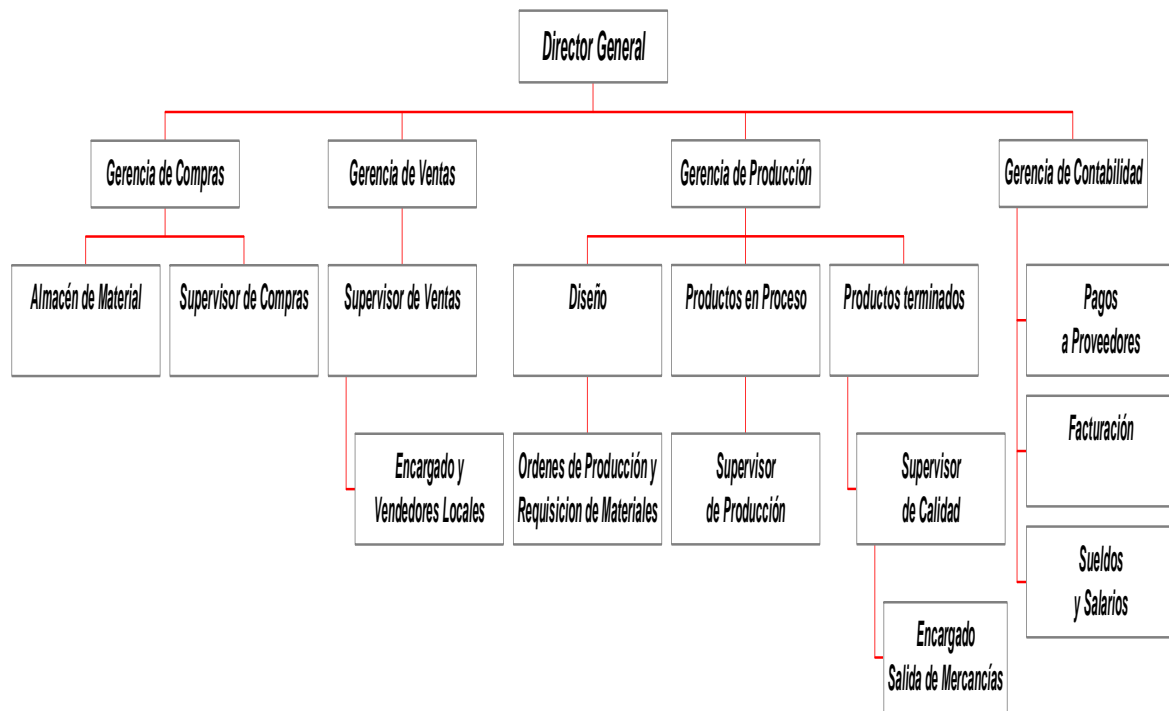 Director General
Gerencia de Compras
Gerencia de Ventas
Gerencia de Producción
Gerencia de Contabilidad
Almacén de Material
Supervisor de Compras
Supervisor de Ventas
Diseño
Productos en Proceso
Productos terminados
Pagos
a Proveedores
Encargado y
Vendedores Locales
Ordenes de Producción y
Requisicion de Materiales
Supervisor
de Producción
Supervisor
de Calidad
Facturación
Sueldos
y Salarios
Encargado
Salida de Mercancías